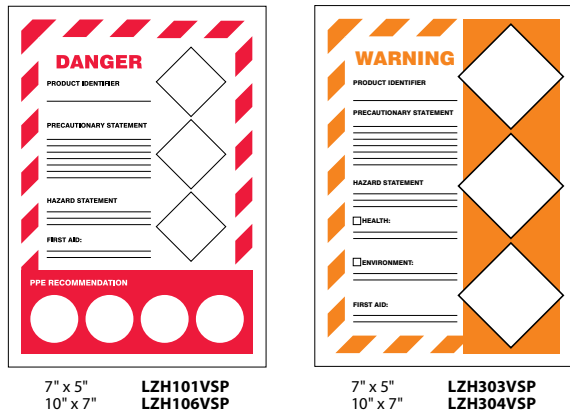 DANGER
PRODUCT IDENTIFIER
PRECAUTIONARY STATEMENT
HAZARD STATEMENT
FIRST AID:
PPE RECOMMENDATION
7" x 5" LZH101VSP
10" x 7" LZH106VSP
WARNING
PRODUCT IDENTIFIER
PRECAUTIONARY STATEMENT
HAZARD STATEMENT
HEALTH:
ENVIRONMENT:
FIRST AID:
7" x 5" LZH303VSP
10" x 7" LZH304VSP